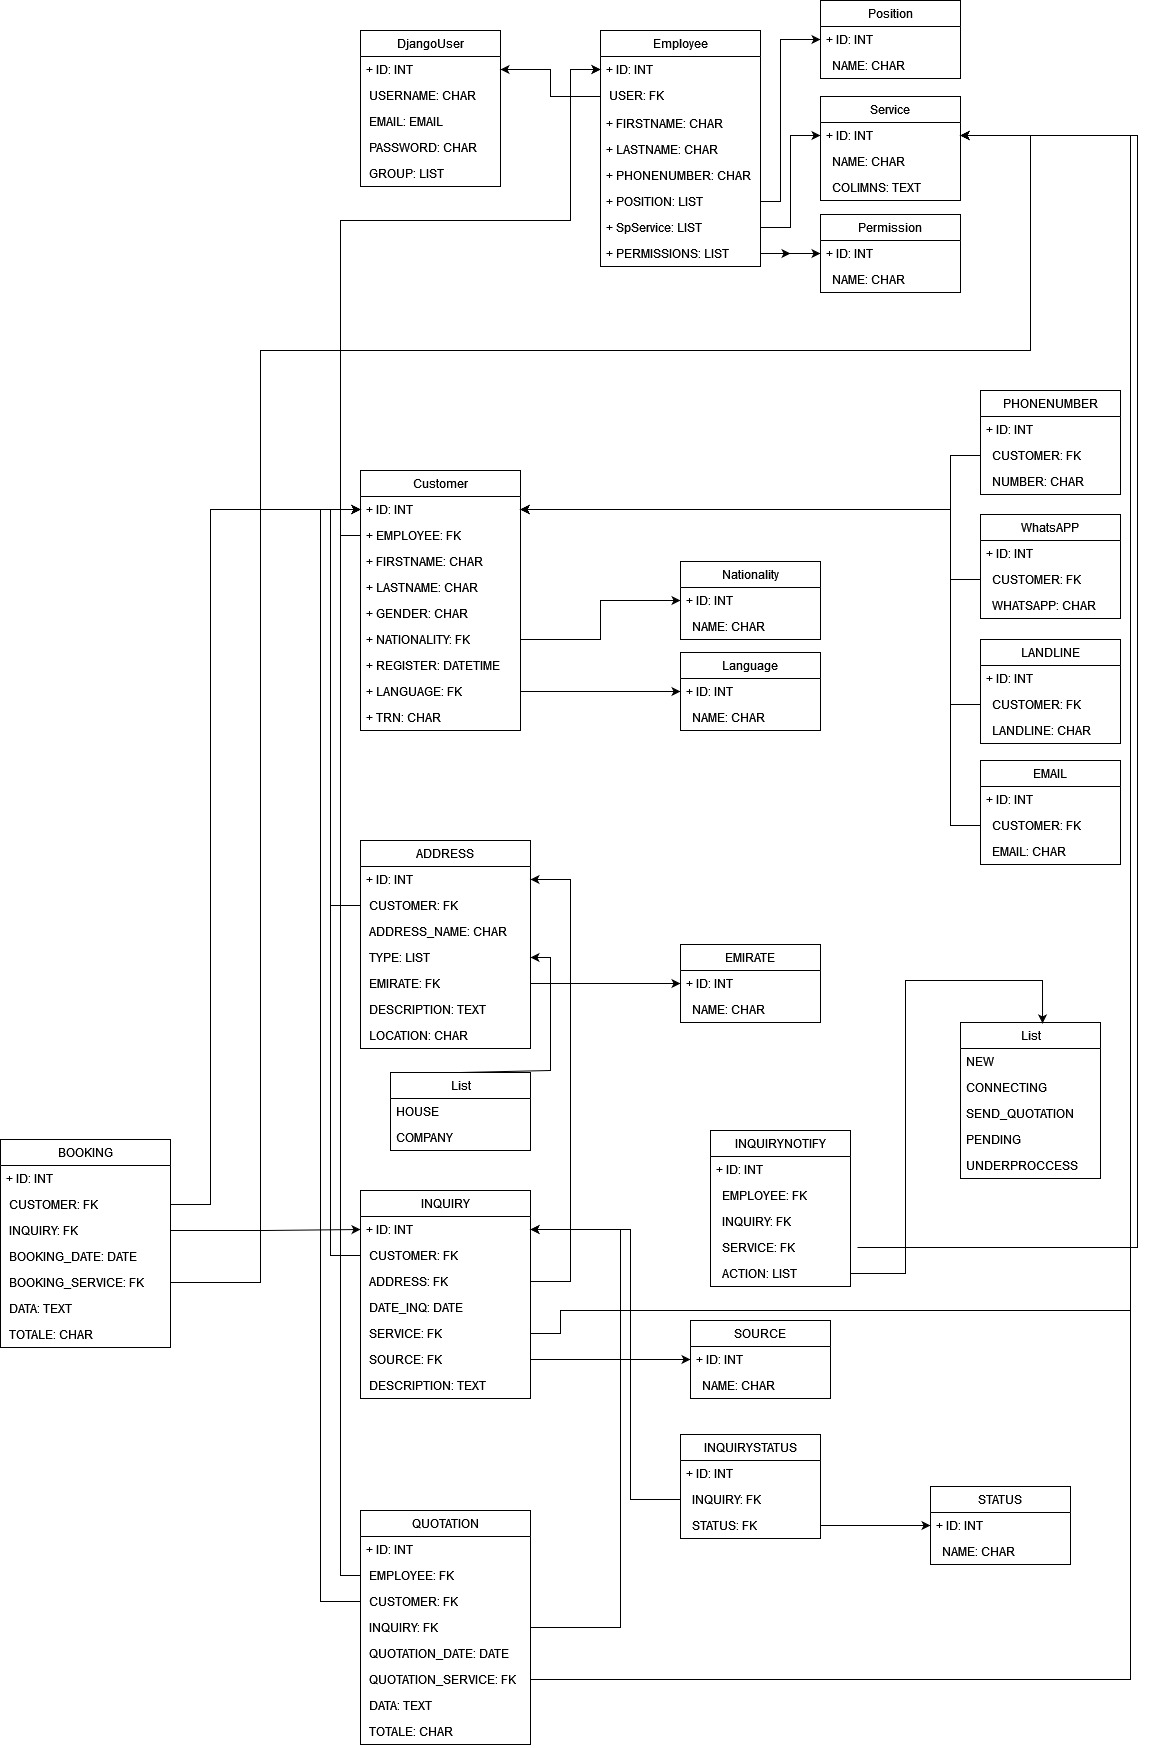 DjangoUser
+ ID: INT
USERNAME: CHAR
EMAIL: EMAIL
PASSWORD: CHAR
GROUP: LIST
Employee
+ ID: INT
USER: FK
+ FIRSTNAME: CHAR
+ LASTNAME: CHAR
+ PHONENUMBER: CHAR
+ POSITION: LIST
+ SpService: LIST
+ PERMISSIONS: LIST
Position
+ ID: INT
NAME: CHAR
Service
+ ID: INT
NAME: CHAR
COLIMNS: TEXT
Permission
+ ID: INT
NAME: CHAR
PHONENUMBER
+ ID: INT
CUSTOMER: FK
NUMBER: CHAR
WhatsAPP
+ ID: INT
CUSTOMER: FK
WHATSAPP: CHAR
LANDLINE
+ ID: INT
CUSTOMER: FK
LANDLINE: CHAR
EMAIL
+ ID: INT
CUSTOMER: FK
EMAIL: CHAR
Customer
+ ID: INT
+ EMPLOYEE: FK
+ FIRSTNAME: CHAR
+ LASTNAME: CHAR
+ GENDER: CHAR
+ NATIONALITY: FK
+ REGISTER: DATETIME
+ LANGUAGE: FK
+ TRN: CHAR
Nationality
+ ID: INT
NAME: CHAR
Language
+ ID: INT
NAME: CHAR
ADDRESS
+ ID: INT
CUSTOMER: FK
ADDRESS_NAME: CHAR
TYPE: LIST
EMIRATE: FK
DESCRIPTION: TEXT
LOCATION: CHAR
EMIRATE
+ ID: INT
NAME: CHAR
List
HOUSE
COMPANY
List
NEW
CONNECTING
SEND_QUOTATION
PENDING
UNDERPROCCESS
BOOKING
+ ID: INT
CUSTOMER: FK
INQUIRY: FK
BOOKING_DATE: DATE
BOOKING_SERVICE: FK
DATA: TEXT
TOTALE: CHAR
INQUIRY
+ ID: INT
CUSTOMER: FK
ADDRESS: FK
DATE_INQ: DATE
SERVICE: FK
SOURCE: FK
DESCRIPTION: TEXT
INQUIRYNOTIFY
+ ID: INT
EMPLOYEE: FK
INQUIRY: FK
SERVICE: FK
ACTION: LIST
SOURCE
+ ID: INT
NAME: CHAR
INQUIRYSTATUS
+ ID: INT
INQUIRY: FK
STATUS: FK
STATUS
+ ID: INT
NAME: CHAR
QUOTATION
+ ID: INT
EMPLOYEE: FK
CUSTOMER: FK
INQUIRY: FK
QUOTATION_DATE: DATE
QUOTATION_SERVICE: FK
DATA: TEXT
TOTALE: CHAR